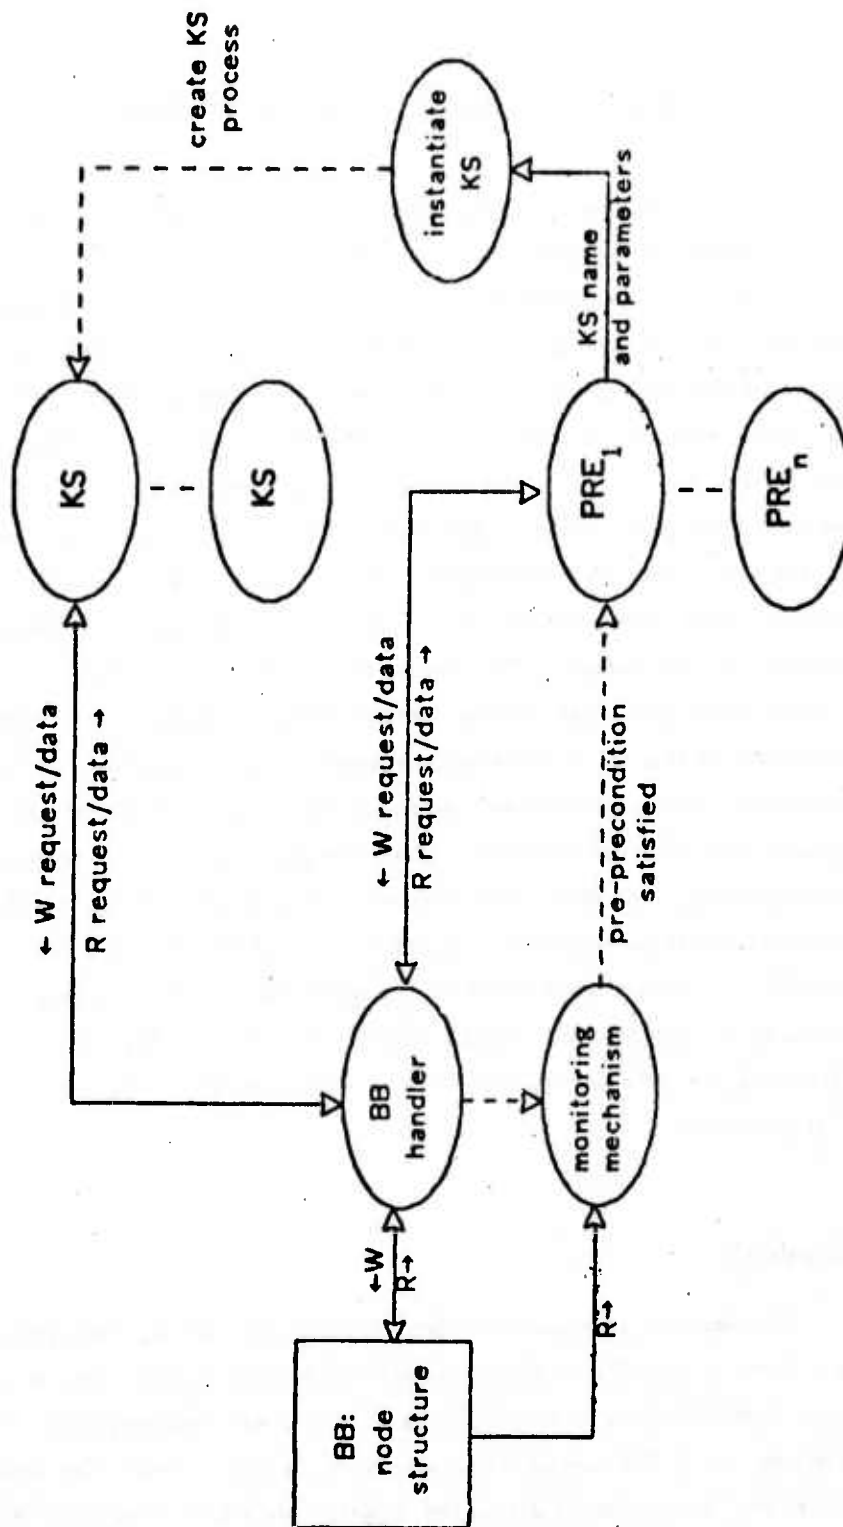 create KS
process
KS
KS
instantiate
KS
← W request/data
R request/data →
← W request/data
R request/data →
KS name
and parameters
PRE1
PREn
BB
handler
monitoring
mechanism
pre-precondition
satisfied
←W
R→
R→
BB:
node
structure